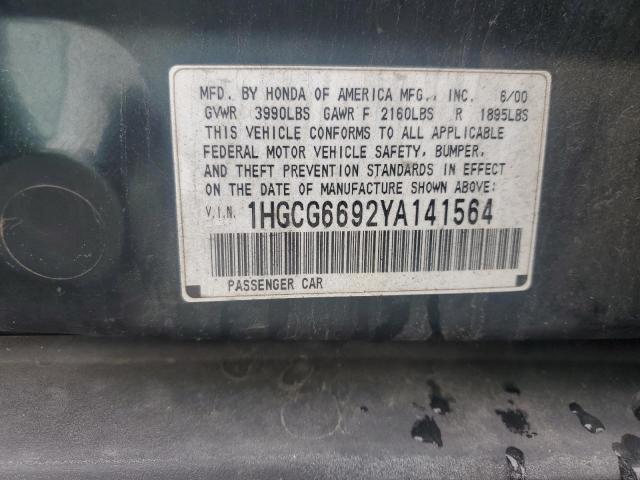 MFD. BY HONDA OF AMERICA MFG., INC. 6/00
GVWR 3990LBS GAWR F 2160LBS R 1895LBS
THIS VEHICLE CONFORMS TO ALL APPLICABLE
FEDERAL MOTOR VEHICLE SAFETY, BUMPER,
AND THEFT PREVENTION STANDARDS IN EFFECT
ON THE DATE OF MANUFACTURE SHOWN ABOVE:
V.I.N. 1HGCG6692YA141564
PASSENGER CAR